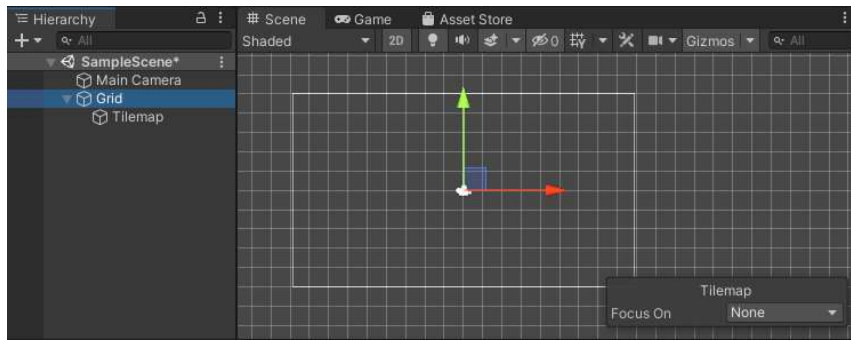 Hierarchy
All
SampleScene*
Main Camera
Grid
Tilemap
Scene
Game
Asset Store
Shaded
2D
0
Y
Gizmos
All
Tilemap
Focus On
None